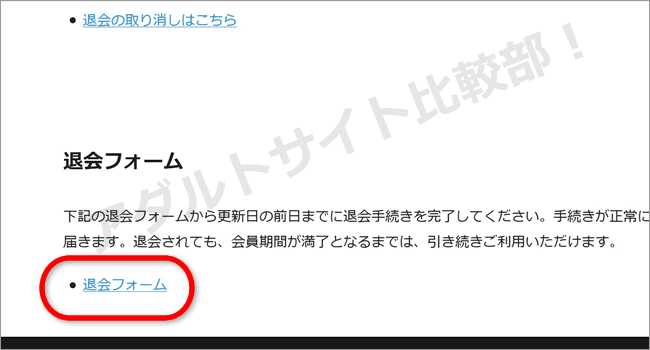 退会の取り消しはこちら
アダルトサイト比較部！
退会フォーム
下記の退会フォームから更新日の前日までに退会手続きを完了してください。手続きが正常に
届きます。退会されても、会員期間が満了となるまでは、引き続きご利用いただけます。
退会フォーム